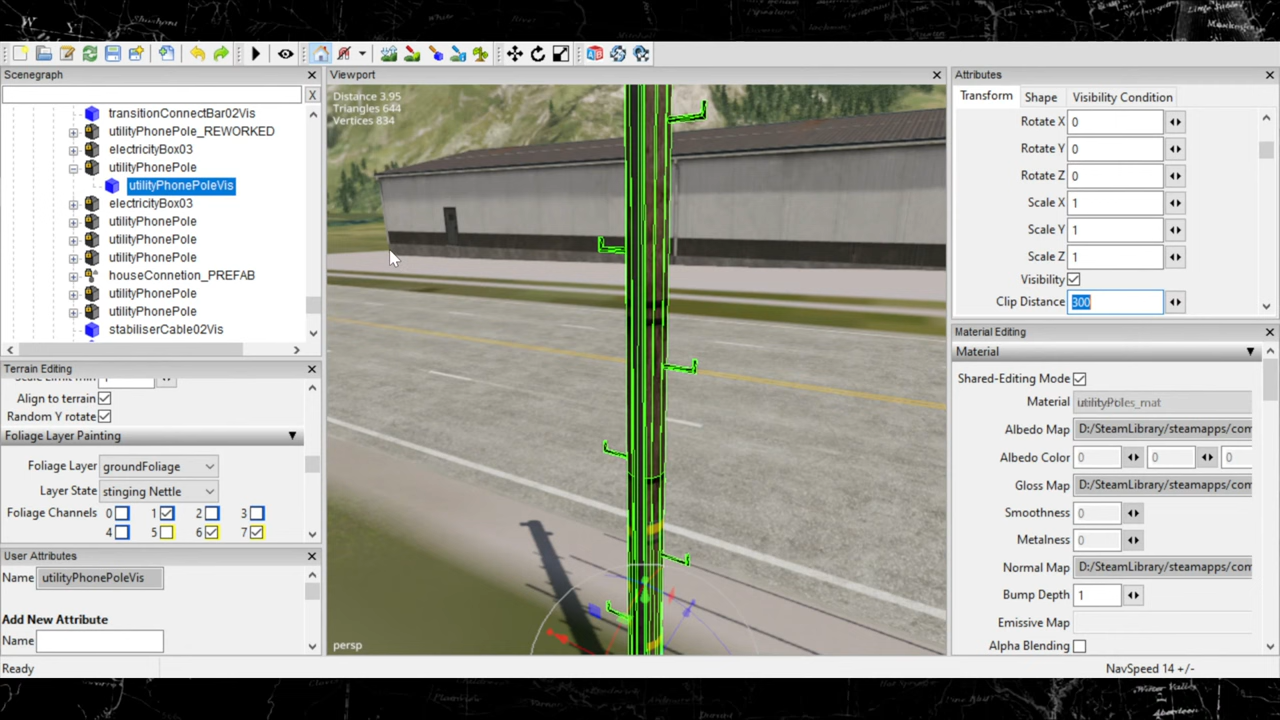 Scenegraph
X
transitionConnectBar02Vis
utilityPhonePole_REWORKED
electricityBox03
utilityPhonePole
utilityPhonePoleVis
electricityBox03
utilityPhonePole
utilityPhonePole
utilityPhonePole
houseConnetion_PREFAB
utilityPhonePole
utilityPhonePole
stabiliserCable02Vis
Terrain Editing
Align to terrain
Random Y rotate
Foliage Layer Painting
Foliage Layer groundFoliage
Layer State stinging Nettle
Foliage Channels 0 1 2 3
4 5 6 7
User Attributes
Name utilityPhonePoleVis
Add New Attribute
Name
Ready
Viewport
Distance 3.95
Triangles 644
Vertices 834
persp
Attributes
Transform Shape Visibility Condition
Rotate X 0
Rotate Y 0
Rotate Z 0
Scale X 1
Scale Y 1
Scale Z 1
Visibility
Clip Distance 300
Material Editing
Material
Shared-Editing Mode
Material utilityPoles_mat
Albedo Map D:/SteamLibrary/steamapps/com
Albedo Color 0 0 0
Gloss Map D:/SteamLibrary/steamapps/com
Smoothness 0
Metalness 0
Normal Map D:/SteamLibrary/steamapps/com
Bump Depth 1
Emissive Map
Alpha Blending
NavSpeed 14 +/-